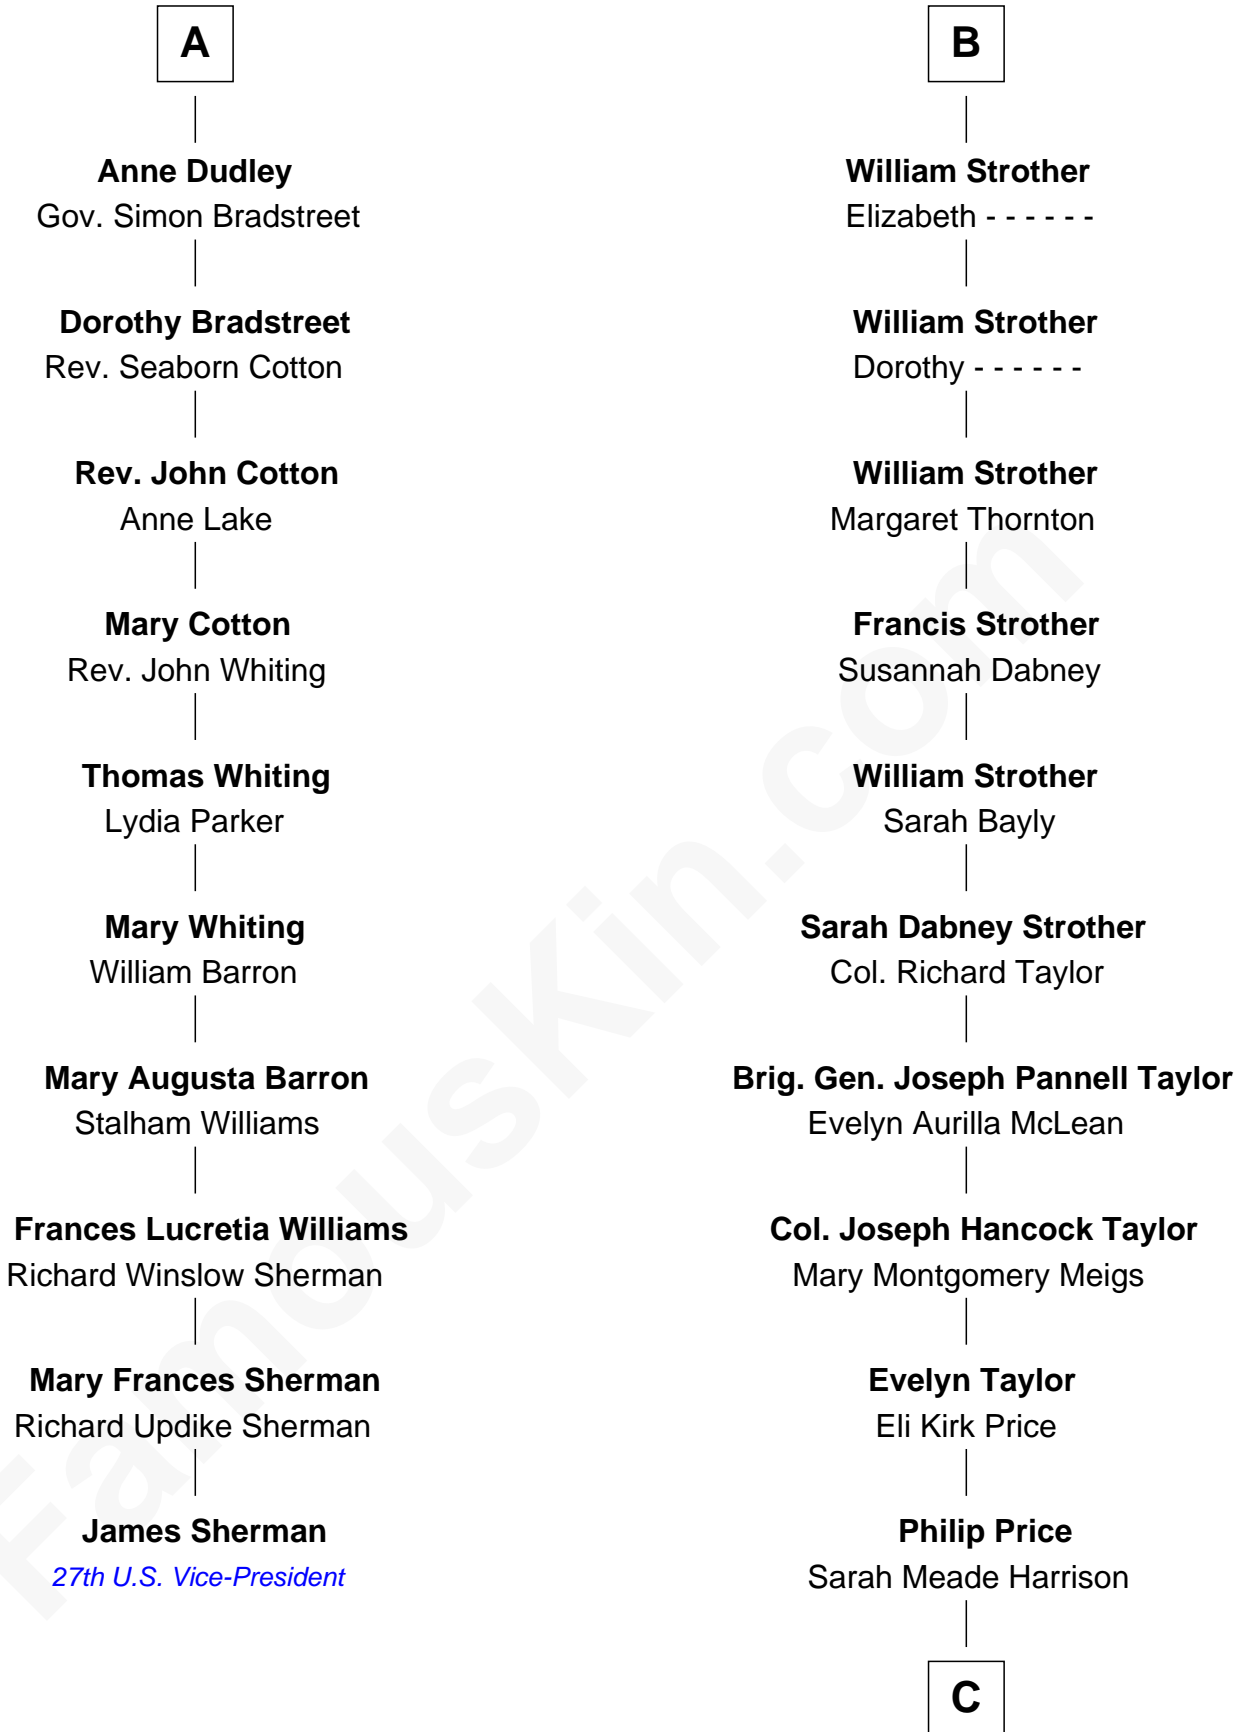 A
Anne Dudley
Gov. Simon Bradstreet
Dorothy Bradstreet
Rev. Seaborn Cotton
Rev. John Cotton
Anne Lake
Mary Cotton
Rev. John Whiting
Thomas Whiting
Lydia Parker
Mary Whiting
William Barron
Mary Augusta Barron
Stalham Williams
Frances Lucretia Williams
Richard Winslow Sherman
Mary Frances Sherman
Richard Updike Sherman
James Sherman
27th U.S. Vice-President
B
William Strother
Elizabeth - - - - - -
William Strother
Dorothy - - - - - -
William Strother
Margaret Thornton
Francis Strother
Susannah Dabney
William Strother
Sarah Bayly
Sarah Dabney Strother
Col. Richard Taylor
Brig. Gen. Joseph Pannell Taylor
Evelyn Aurilla McLean
Col. Joseph Hancock Taylor
Mary Montgomery Meigs
Evelyn Taylor
Eli Kirk Price
Philip Price
Sarah Meade Harrison
C
FamousKin.com